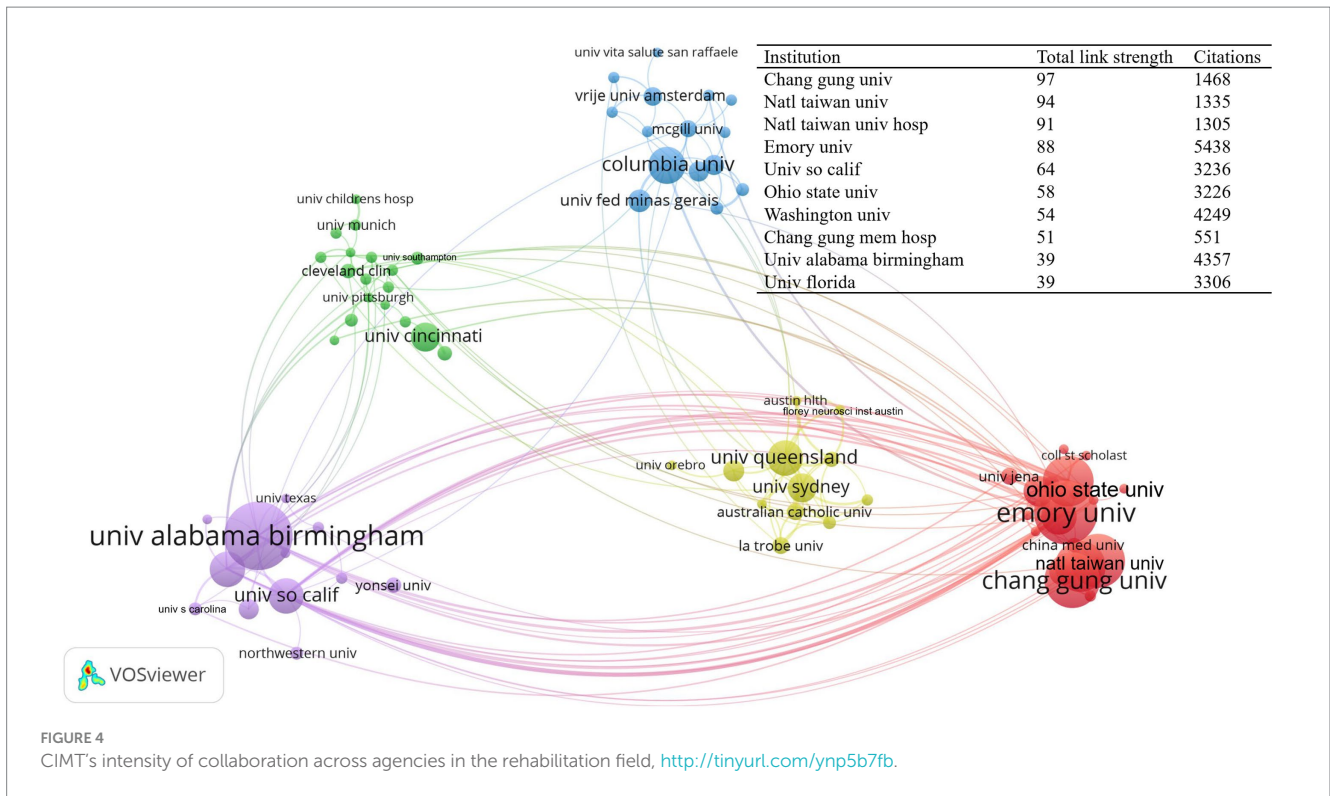 univ vita salute san raffaele
vrije univ amsterdam
mcgill univ
columbia univ
univ fed minas gerais
Institution Total link strength Citations
Chang gung univ 97 1468
Natl taiwan univ 94 1335
Natl taiwan univ hosp 91 1305
Emory univ 88 5438
Univ so calif 64 3236
Ohio state univ 58 3226
Washington univ 54 4249
Chang gung mem hosp 51 551
Univ alabama birmingham 39 4357
Univ florida 39 3306
univ childrens hosp
univ munich
univ southampton
cleveland clin
univ pittsburgh
univ cincinnati
austin hlth
florey neurosci inst austin
univ queensland
univ orebro
univ sydney
australian catholic univ
la trobe univ
coll st scholast
univ jena
ohio state univ
emory univ
china med univ
natl taiwan univ
chang gung univ
univ texas
univ alabama birmingham
univ so calif
yonsei univ
univ s carolina
northwestern univ
VOSviewer
FIGURE 4
CIMT's intensity of collaboration across agencies in the rehabilitation field, http://tinyurl.com/ynp5b7fb.